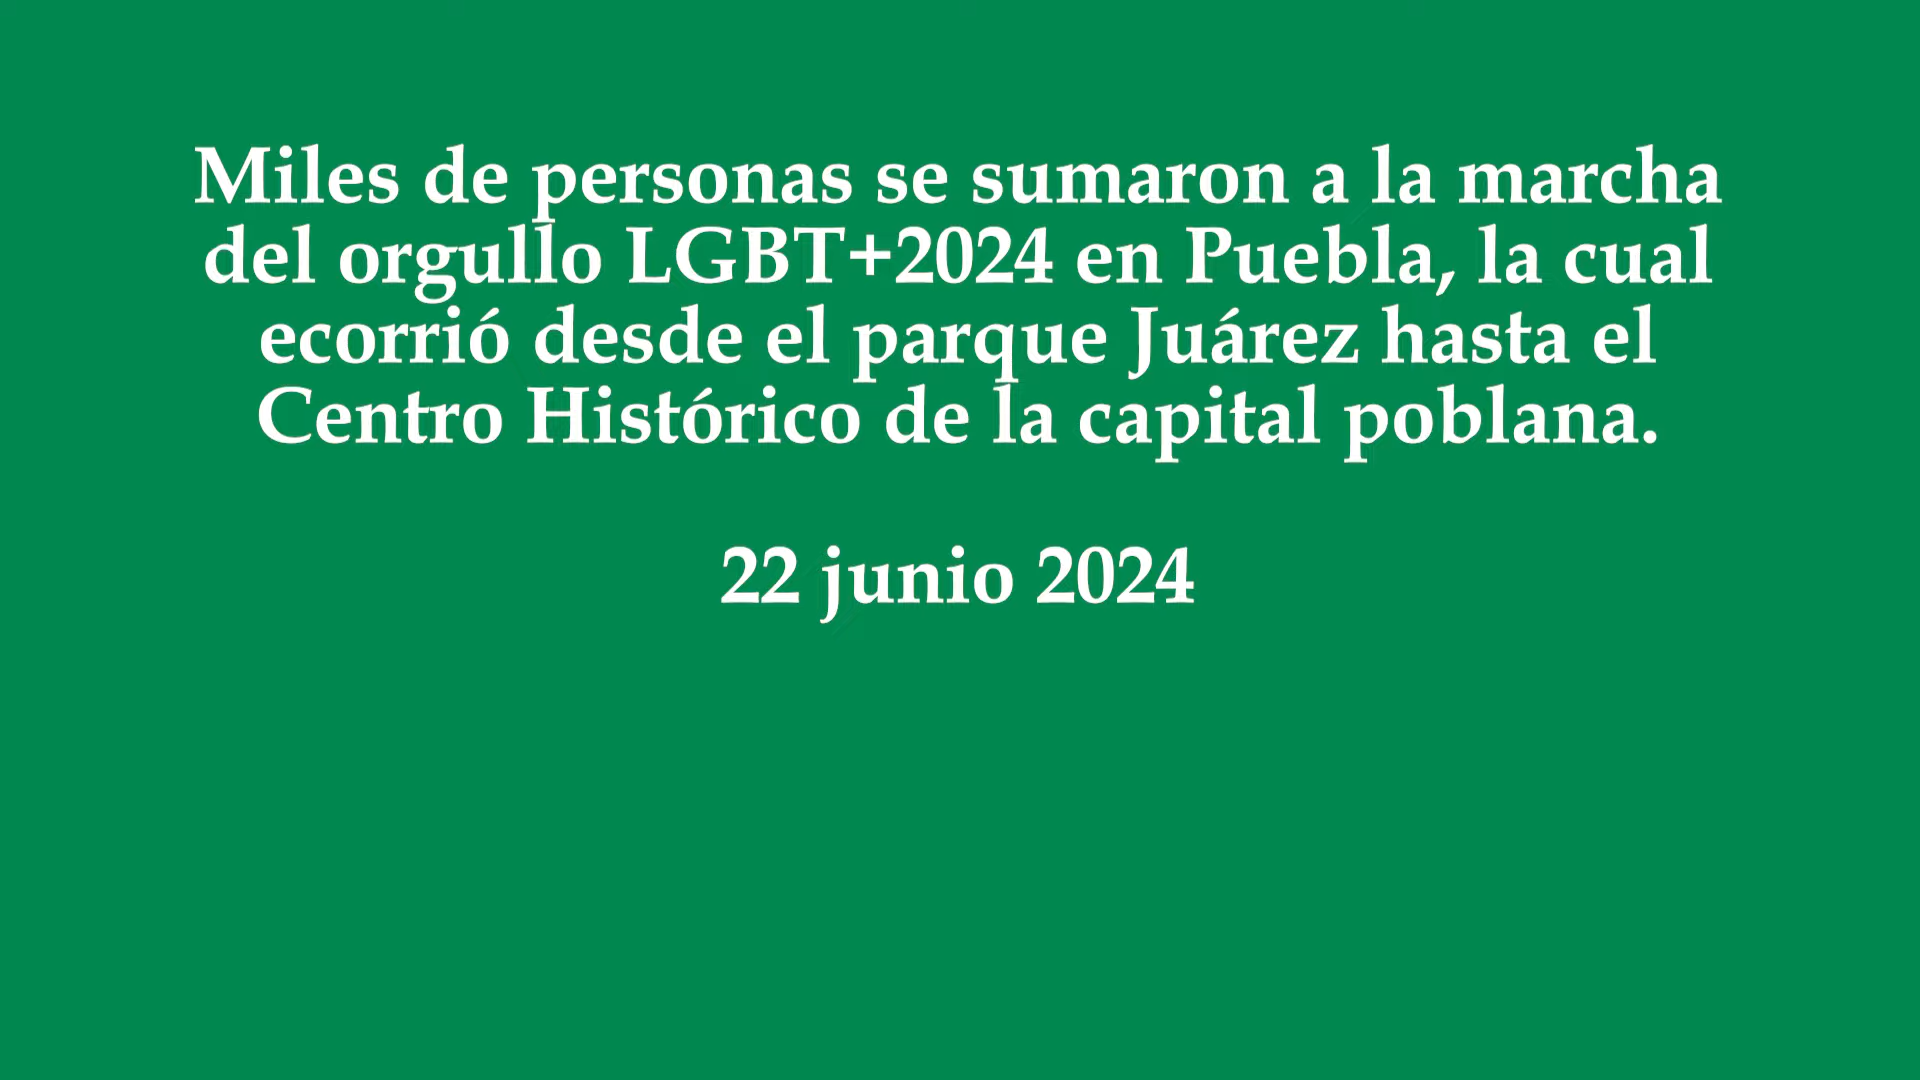 Miles de personas se sumaron a la marcha
del orgullo LGBT+2024 en Puebla, la cual
ecorrió desde el parque Juárez hasta el
Centro Histórico de la capital poblana.
22 junio 2024